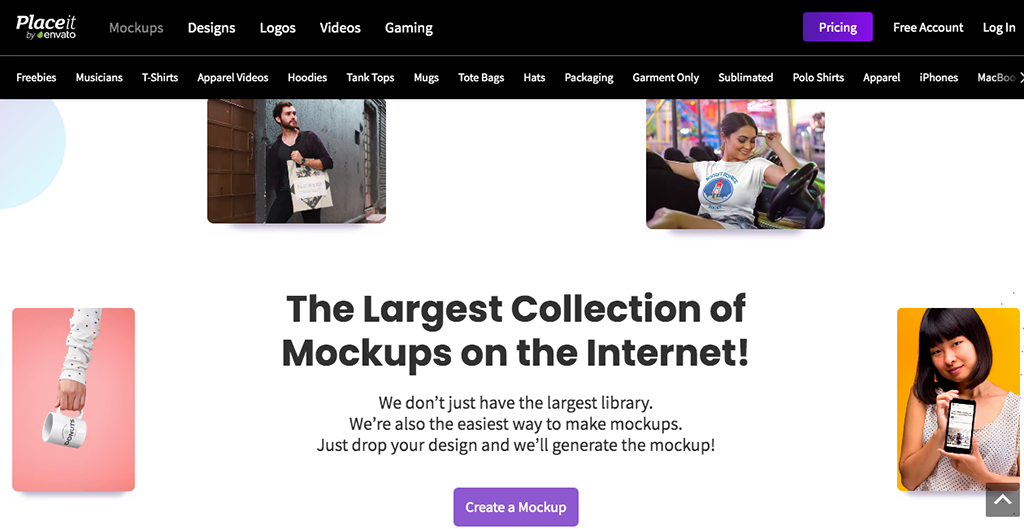 Placeit
by envato
Mockups
Designs
Logos
Videos
Gaming
Pricing
Free Account
Log In
Freebies
Musicians
T-Shirts
Apparel Videos
Hoodies
Tank Tops
Mugs
Tote Bags
Hats
Packaging
Garment Only
Sublimated
Polo Shirts
Apparel
iPhones
MacBoo
The Largest Collection of
Mockups on the Internet!
We don’t just have the largest library.
We’re also the easiest way to make mockups.
Just drop your design and we’ll generate the mockup!
DONUTS
Create a Mockup